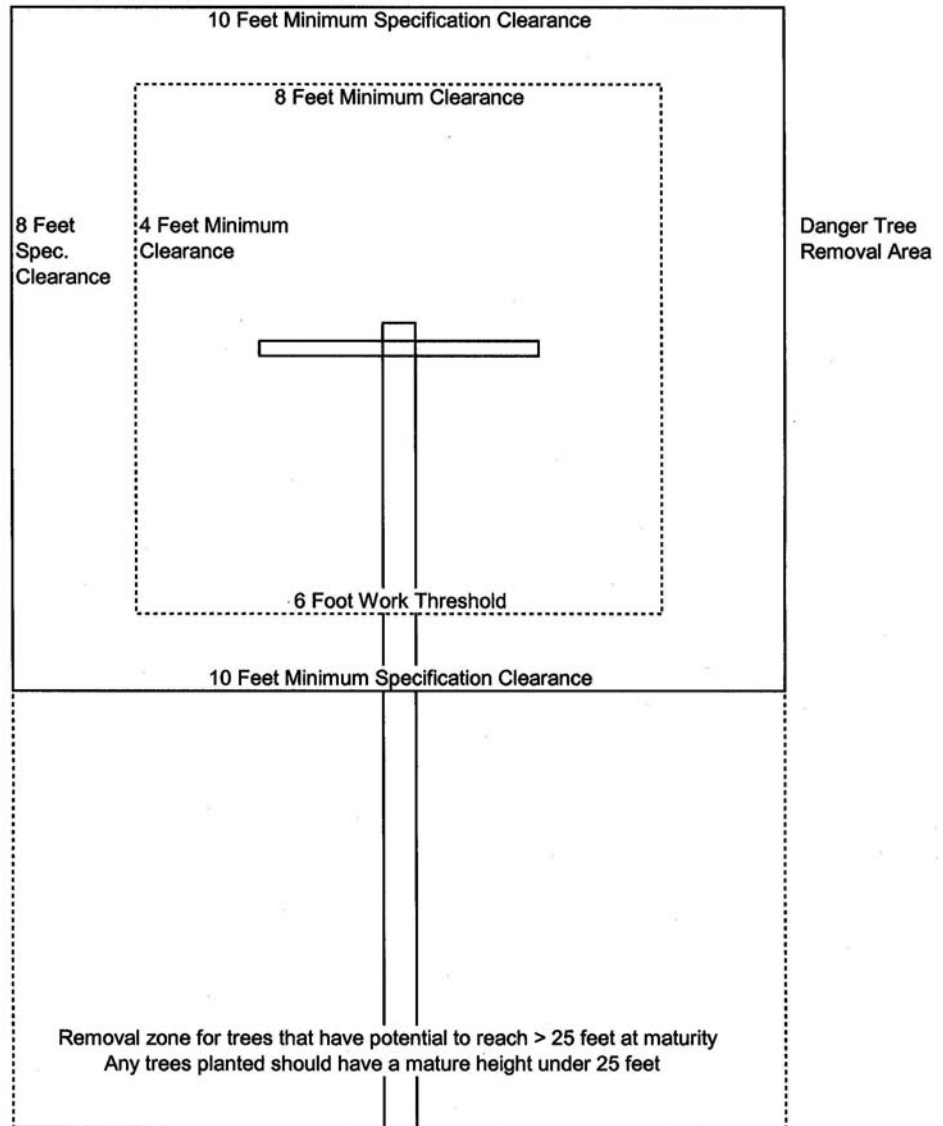 10 Feet Minimum Specification Clearance
8 Feet Minimum Clearance
8 Feet
Spec.
Clearance
4 Feet Minimum
Clearance
Danger Tree
Removal Area
6 Foot Work Threshold
10 Feet Minimum Specification Clearance
Removal zone for trees that have potential to reach > 25 feet at maturity
Any trees planted should have a mature height under 25 feet